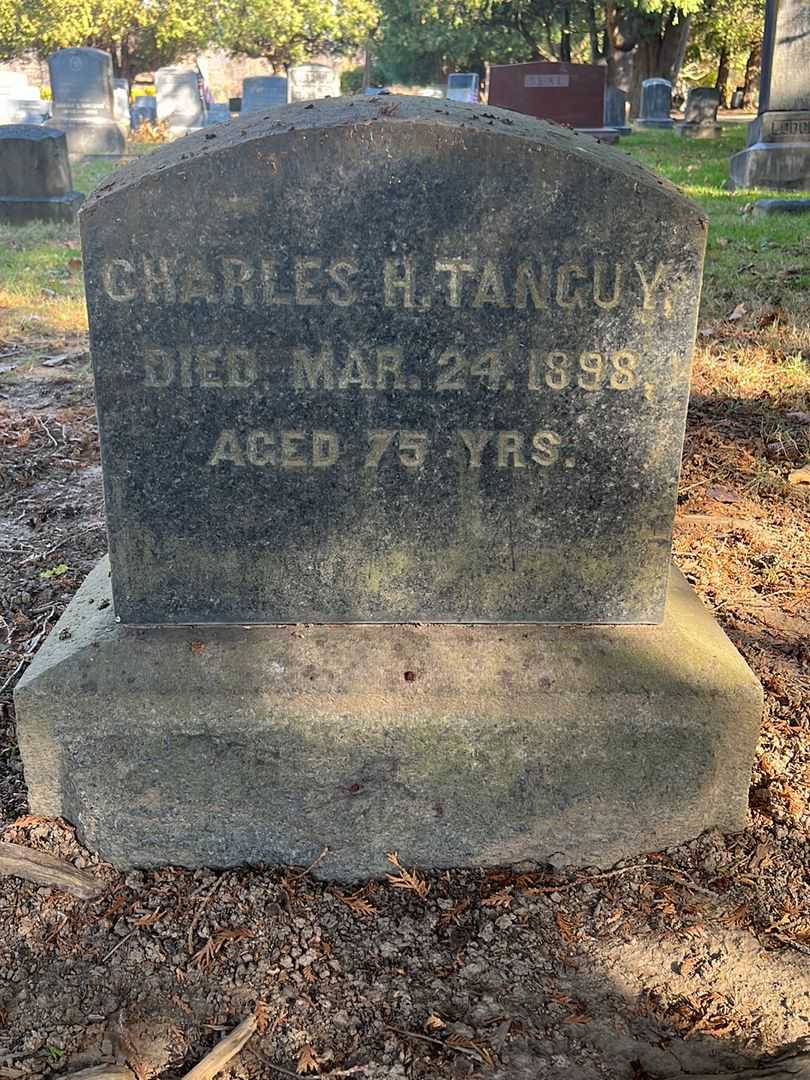 CHARLES H. TANGUY,
DIED MAR. 24. 1898,
AGED 75 YRS.